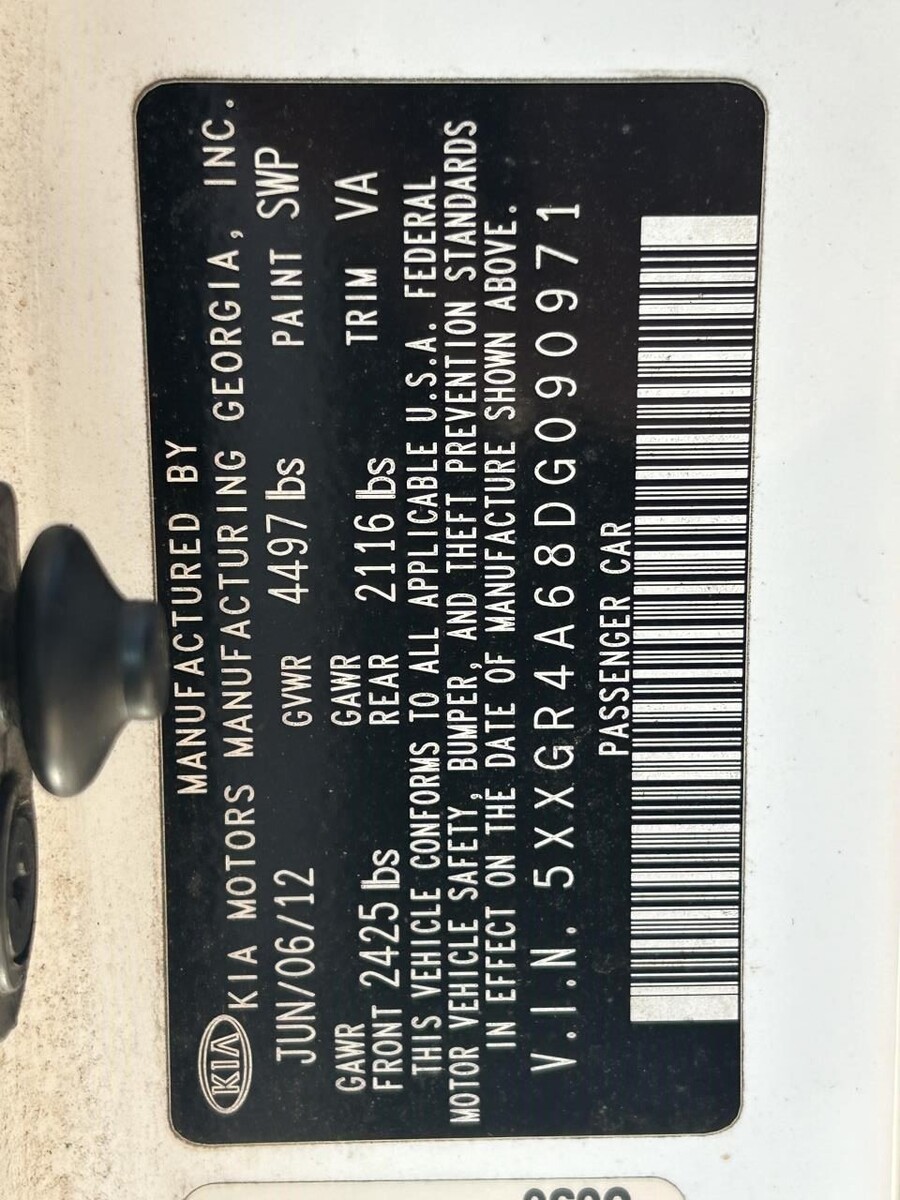 MANUFACTURED BY
KIA KIA MOTORS MANUFACTURING GEORGIA, INC.
JUN/06/12 GVWR 4497 lbs PAINT SWP
GAWR GAWR
FRONT 2425 lbs REAR 2116 lbs TRIM VA
THIS VEHICLE CONFORMS TO ALL APPLICABLE U.S.A. FEDERAL
MOTOR VEHICLE SAFETY, BUMPER, AND THEFT PREVENTION STANDARDS
IN EFFECT ON THE DATE OF MANUFACTURE SHOWN ABOVE.
V.I.N. 5XXGR4A68DG090971
PASSENGER CAR